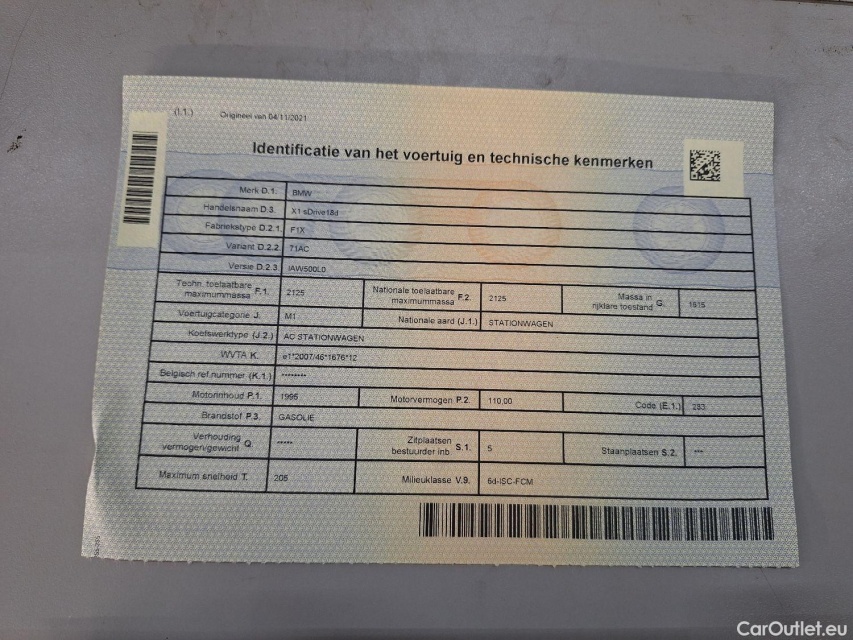 (I.1.) Origineel van 04/11/2021
Identificatie van het voertuig en technische kenmerken
Merk D.1. BMW
Handelsnaam D.3. X1 sDrive18d
Fabriekstype D.2.1. F1X
Variant D.2.2. 71AC
Versie D.2.3. IAW500L0
Techn. toelaatbare maximummassa F.1. 2125 Nationale toelaatbare maximummassa F.2. 2125 Massa in rijklare toestand G. 1615
Voertuigcategorie J. M1 Nationale aard (J.1.) STATIONWAGEN
Koetswerktype (J.2.) AC STATIONWAGEN
WVTA K. e1*2007/46*1676*12
Belgisch ref.nummer (K.1.) ********
Motorinhoud P.1. 1995 Motorvermogen P.2. 110,00 Code (E.1.) 283
Brandstof P.3. GASOLIE
Verhouding vermogen/gewicht Q. ***** Zitplaatsen bestuurder inb. S.1. 5 Staanplaatsen S.2. ***
Maximum snelheid T. 205 Milieuklasse V.9. 6d-ISC-FCM
CarOutlet.eu